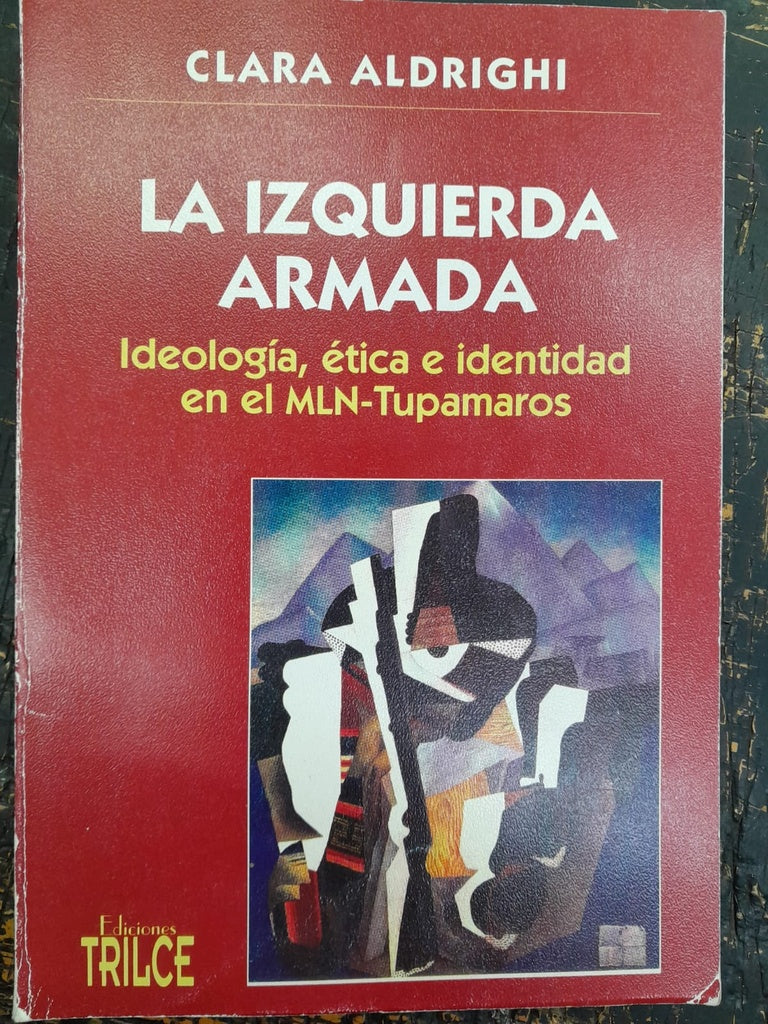 CLARA ALDRIGHI
LA IZQUIERDA
ARMADA
Ideología, ética e identidad
en el MLN-Tupamaros
Ediciones
TRILCE